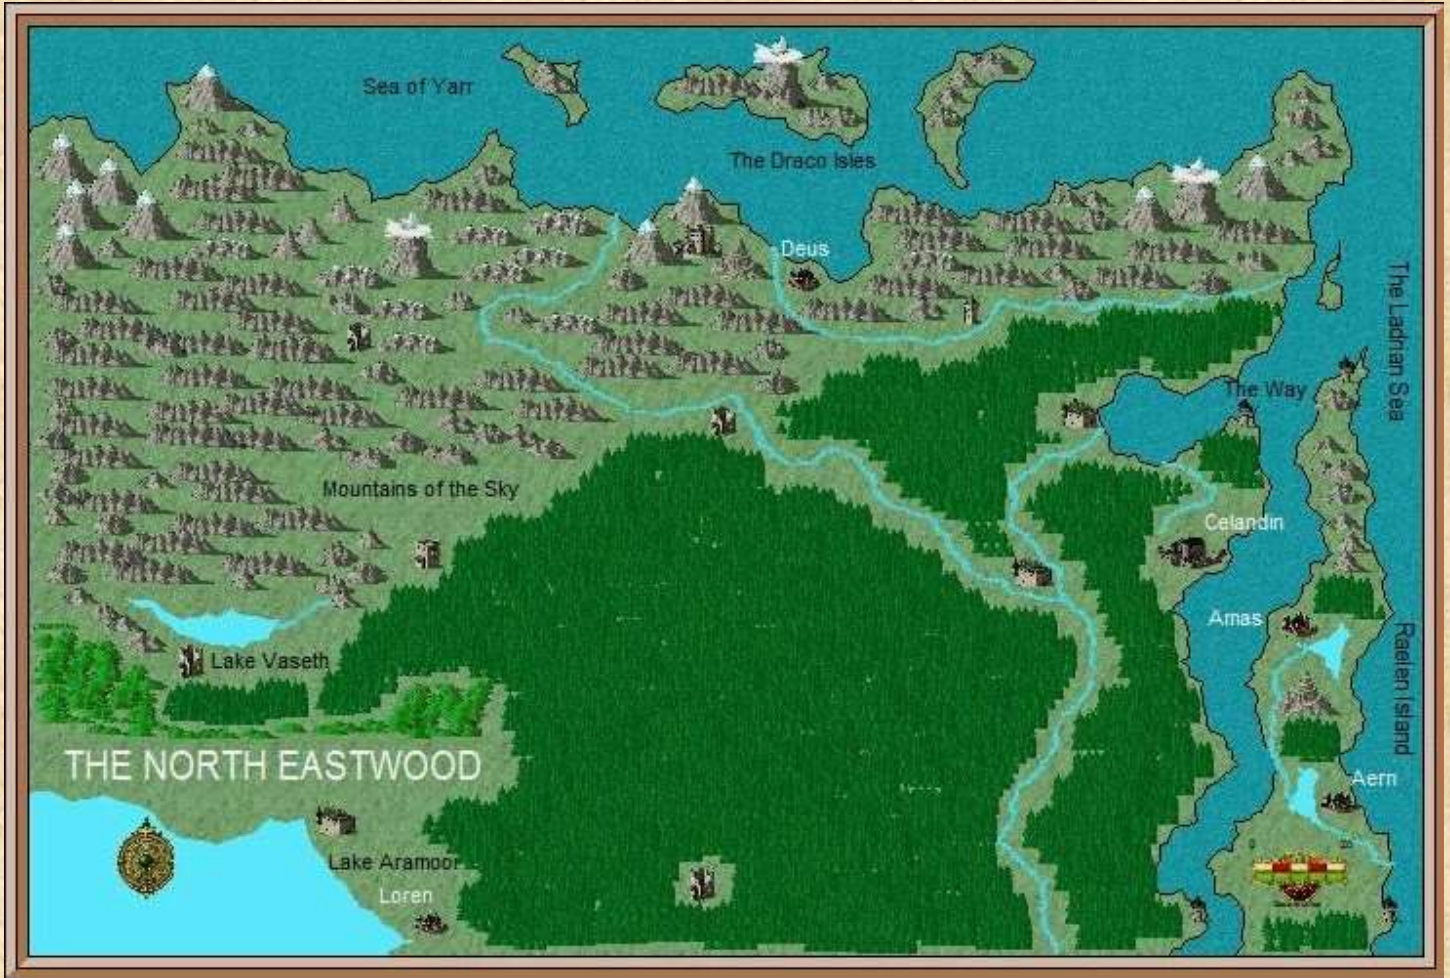 Sea of Yarr
The Draco Isles
Deus
The Ladrian Sea
The Way
Mountains of the Sky
Celandin
Amas
Lake Vaseth
Raelen Island
THE NORTH EASTWOOD
Aern
Lake Aramoor
Loren